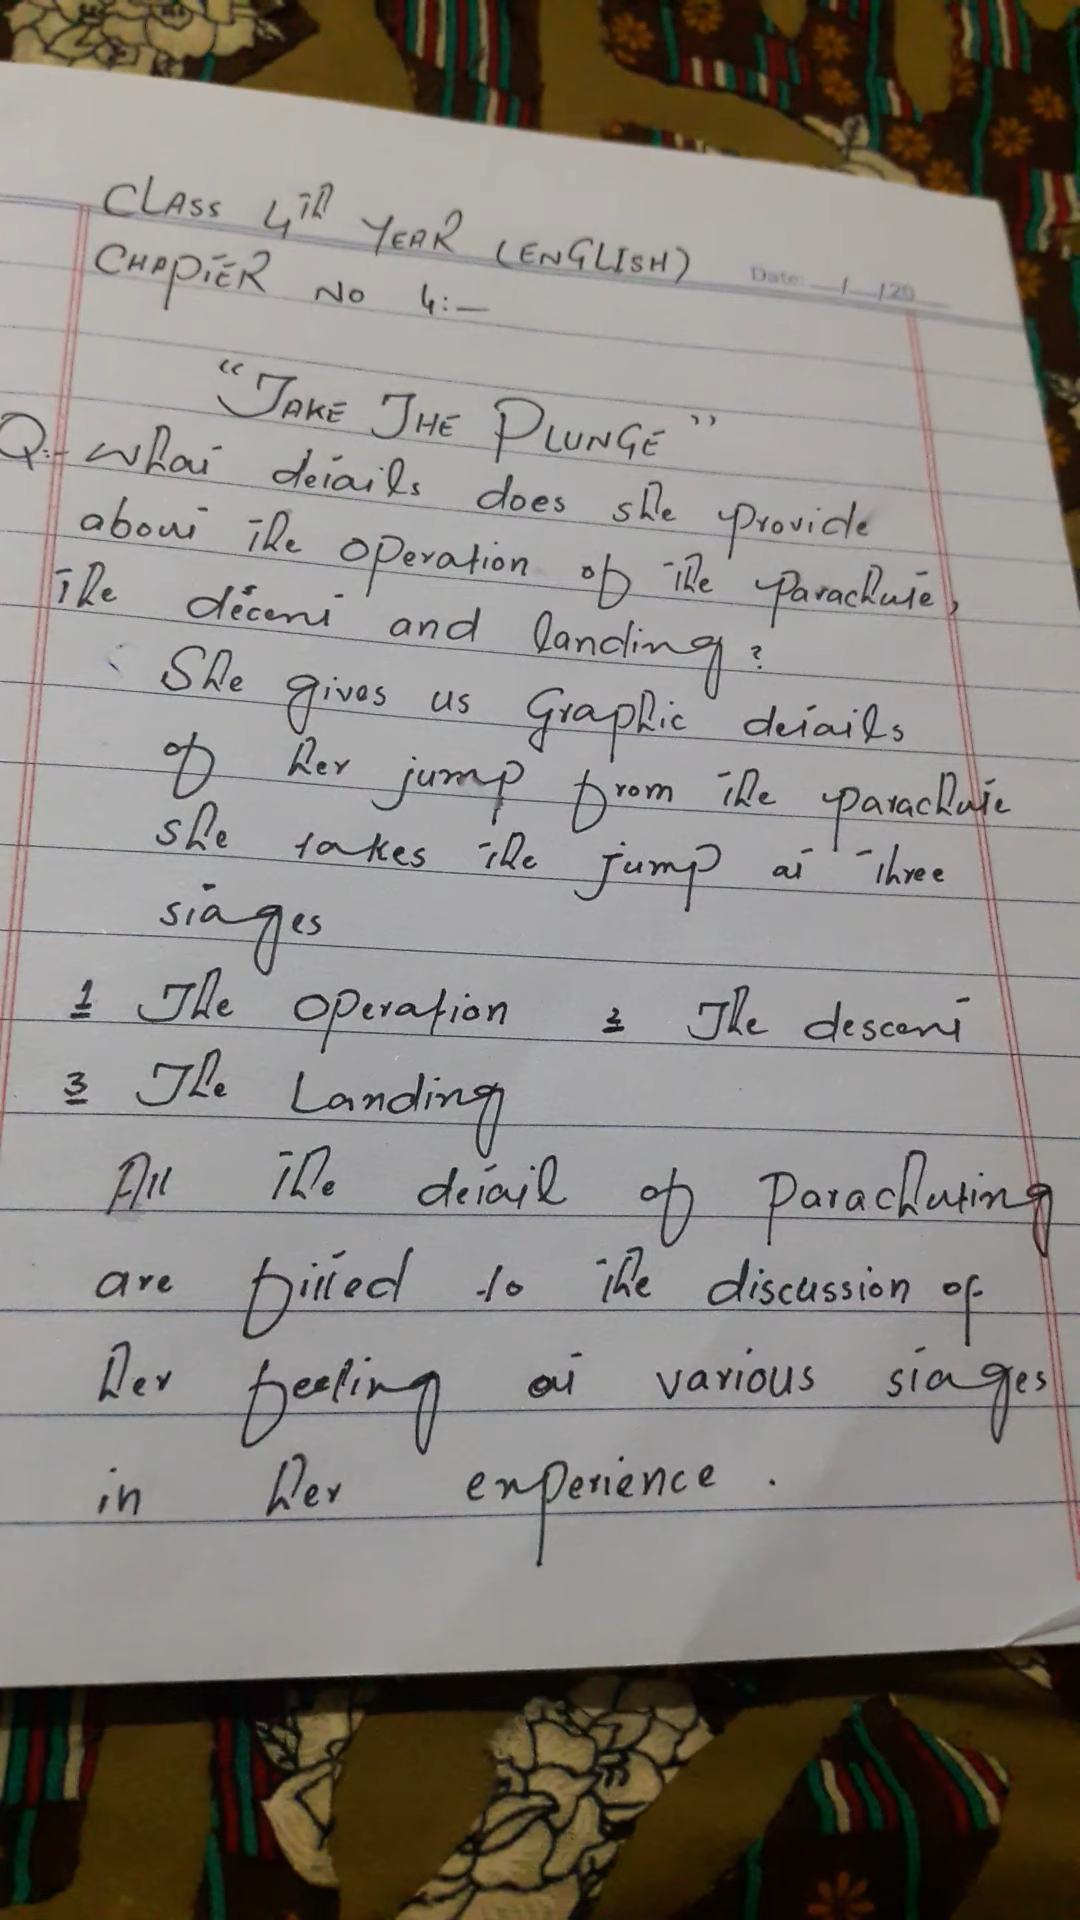 CLASS 4TH YEAR (ENGLISH)
Date: __/__/20__
CHAPTER NO 4:-
"TAKE THE PLUNGE"
Q:- What details does she provide
about the operation of the parachute,
the decent and landing?
She gives us Graphic details
of her jump from the parachute
she takes the jump at three
stages
1 The operation 2 The descent
3 The Landing
All the detail of Parachuting
are fitted to the discussion of
her feeling at various stages
in her experience.